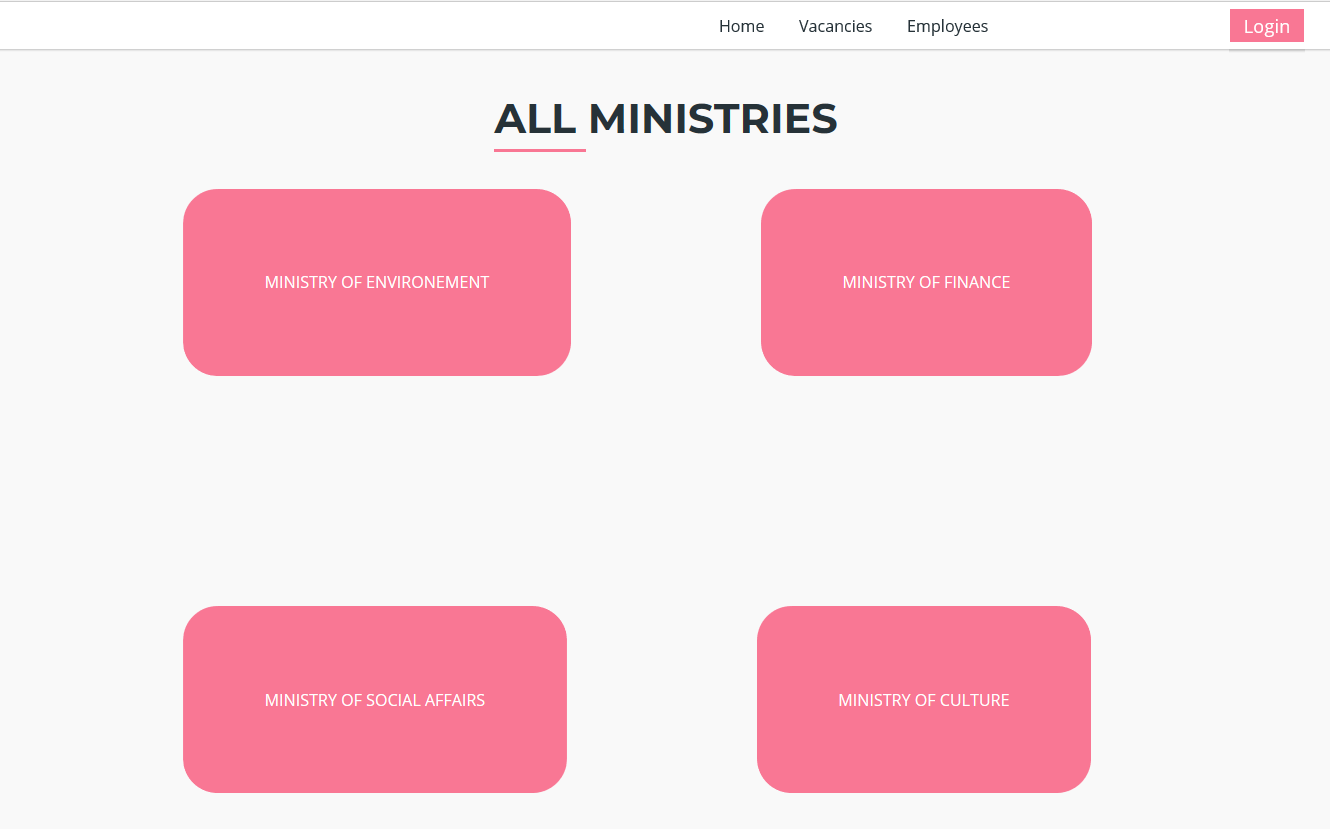 Home Vacancies Employees Login
ALL MINISTRIES
MINISTRY OF ENVIRONEMENT MINISTRY OF FINANCE
MINISTRY OF SOCIAL AFFAIRS MINISTRY OF CULTURE